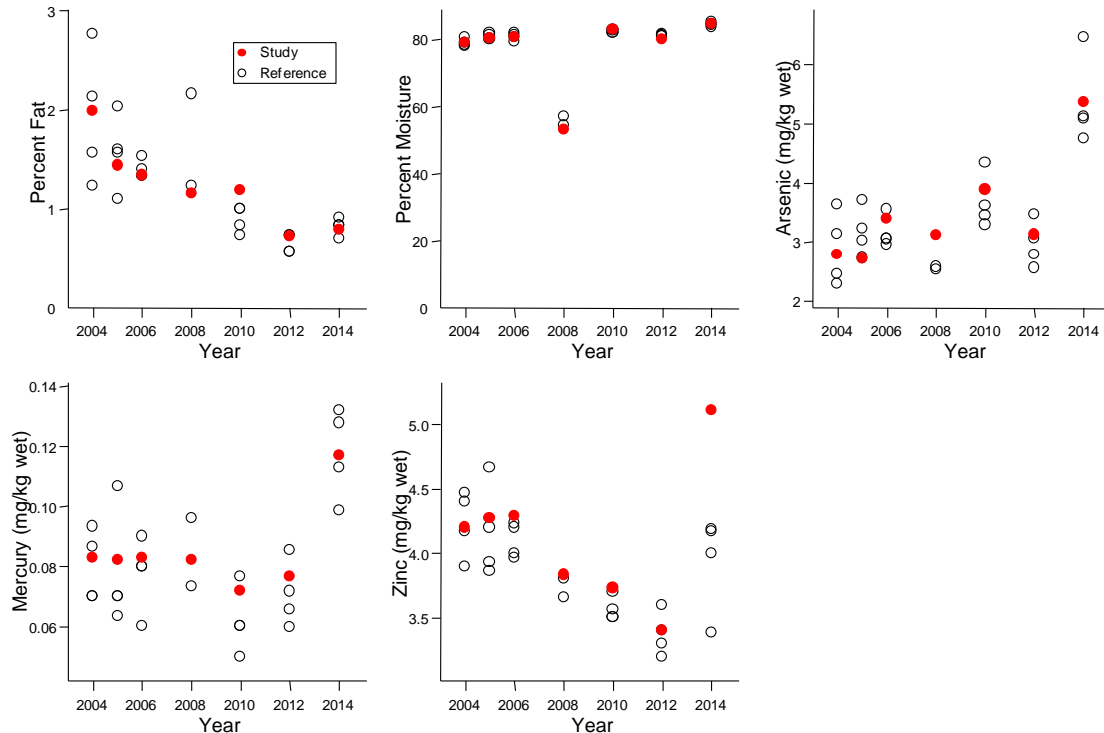 3
2
1
0
Percent Fat
Study
Reference
2004 2006 2008 2010 2012 2014
Year
80
60
40
20
0
Percent Moisture
2004 2006 2008 2010 2012 2014
Year
6
5
4
3
2
Arsenic (mg/kg wet)
2004 2006 2008 2010 2012 2014
Year
0.14
0.12
0.10
0.08
0.06
Mercury (mg/kg wet)
2004 2006 2008 2010 2012 2014
Year
5.0
4.5
4.0
3.5
Zinc (mg/kg wet)
2004 2006 2008 2010 2012 2014
Year